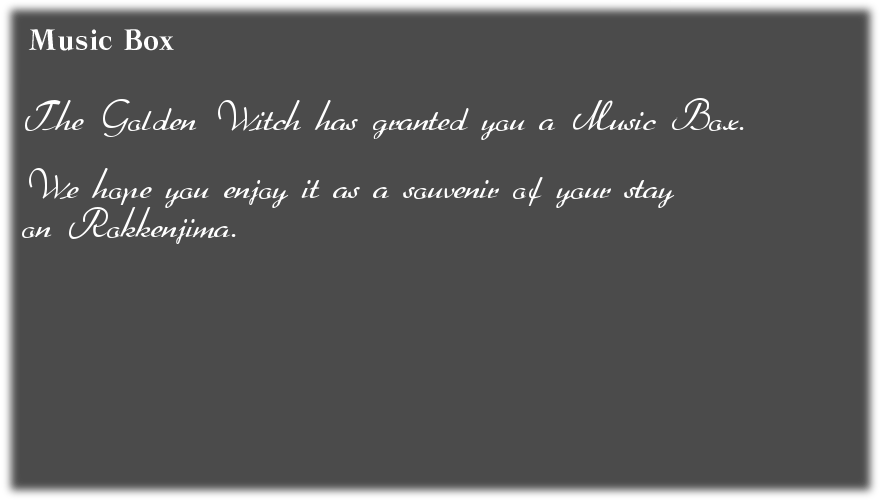 Music Box
The Golden Witch has granted you a Music Box.
We hope you enjoy it as a souvenir of your stay
on Rokkenjima.